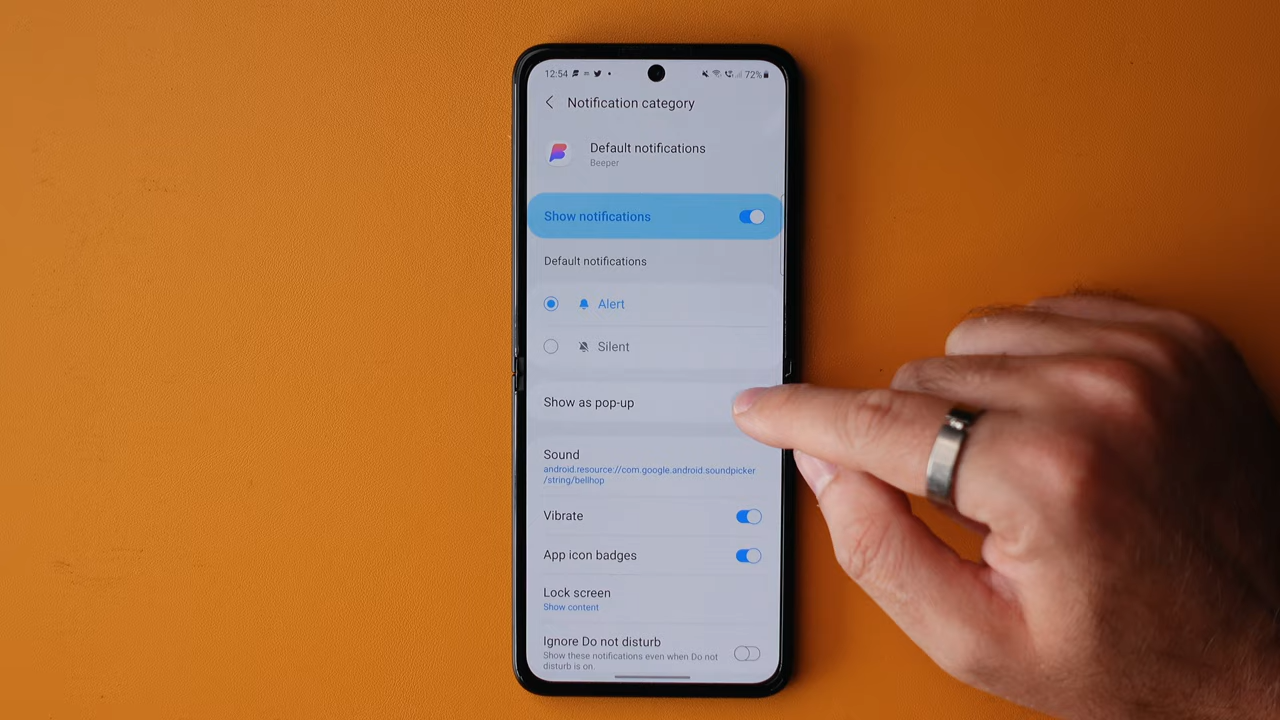 12:54 72%
Notification category
Default notifications
Beeper
Show notifications
Default notifications
Alert
Silent
Show as pop-up
Sound
android.resource://com.google.android.soundpicker
/string/bellhop
Vibrate
App icon badges
Lock screen
Show content
Ignore Do not disturb
Show these notifications even when Do not
disturb is on.